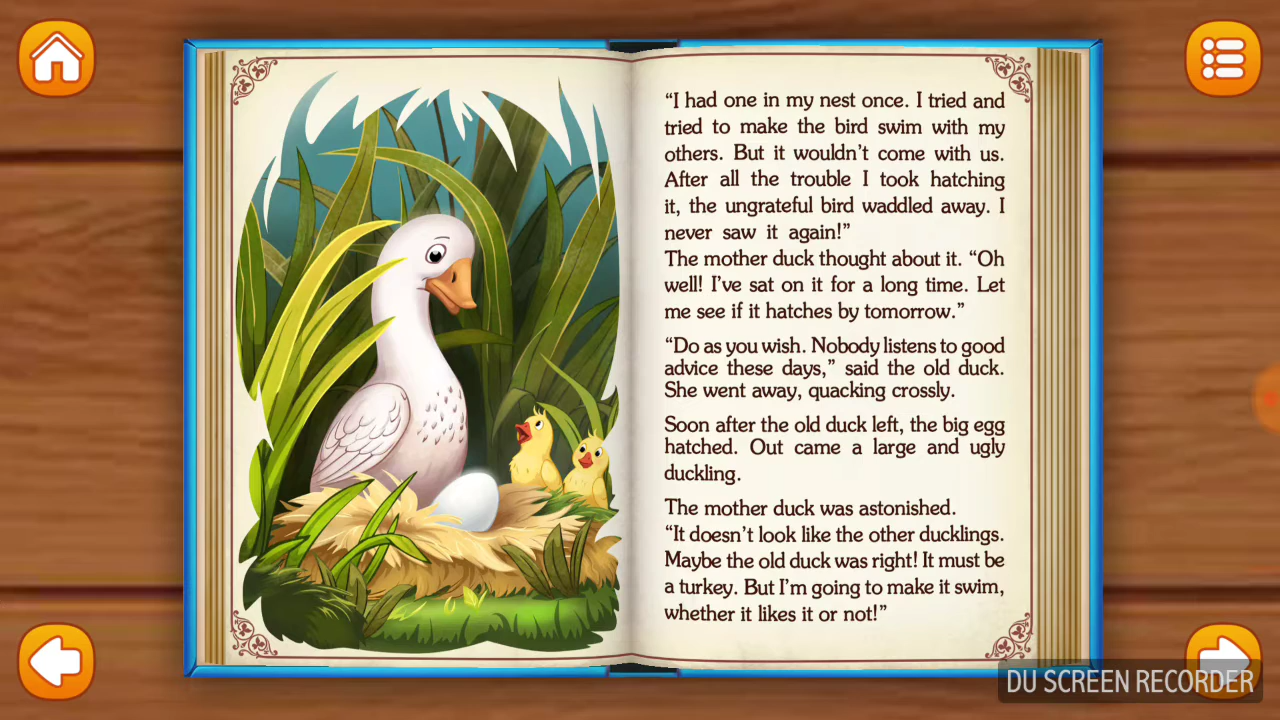 “I had one in my nest once. I tried and
tried to make the bird swim with my
others. But it wouldn’t come with us.
After all the trouble I took hatching
it, the ungrateful bird waddled away. I
never saw it again!”
The mother duck thought about it. “Oh
well! I’ve sat on it for a long time. Let
me see if it hatches by tomorrow.”
“Do as you wish. Nobody listens to good
advice these days,” said the old duck.
She went away, quacking crossly.
Soon after the old duck left, the big egg
hatched. Out came a large and ugly
duckling.
The mother duck was astonished.
“It doesn’t look like the other ducklings.
Maybe the old duck was right! It must be
a turkey. But I’m going to make it swim,
whether it likes it or not!”
DU SCREEN RECORDER